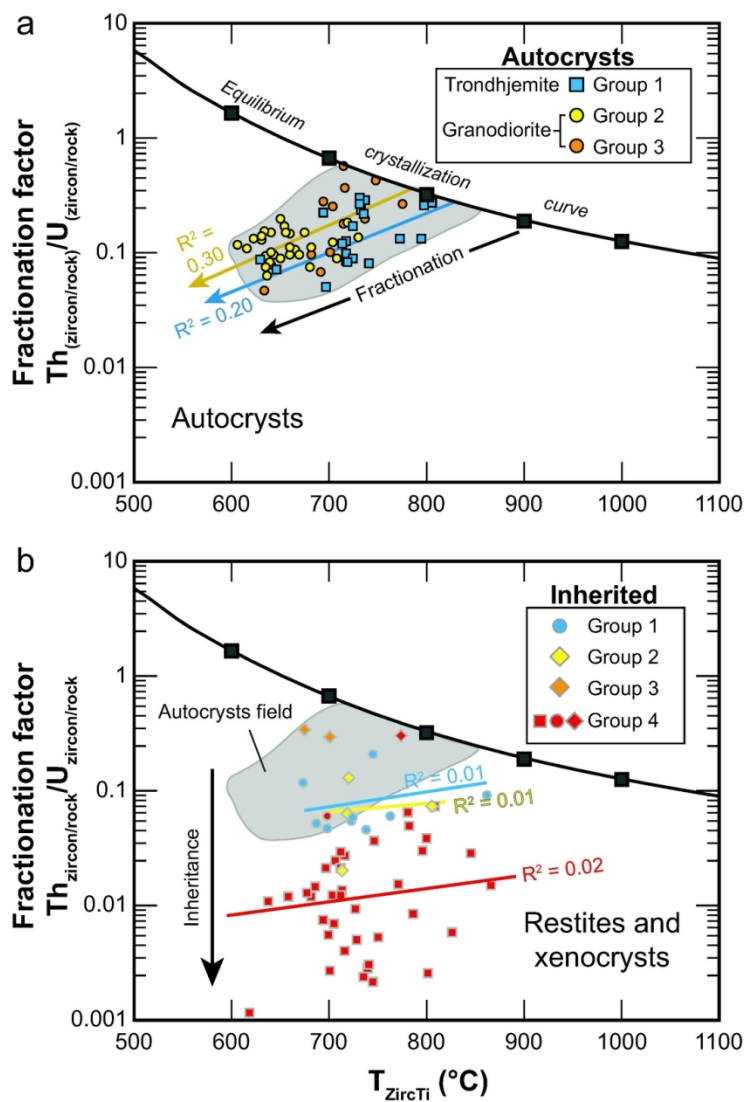 a
Fractionation factor
Th(zircon/rock)/U(zircon/rock)
10
1
0.1
0.01
0.001
Equilibrium
crystallization
curve
Autocrysts
Trondhjemite Group 1
Granodiorite Group 2
Group 3
R² =
0.30
R² = 0.20
Fractionation
Autocrysts
500 600 700 800 900 1000 1100
b
Fractionation factor
Thzircon/rock/Uzircon/rock
10
1
0.1
0.01
0.001
Inherited
Group 1
Group 2
Group 3
Group 4
Autocrysts field
R² = 0.01
R² = 0.01
Inheritance
R² = 0.02
Restites and
xenocrysts
500 600 700 800 900 1000 1100
TZircTi (°C)